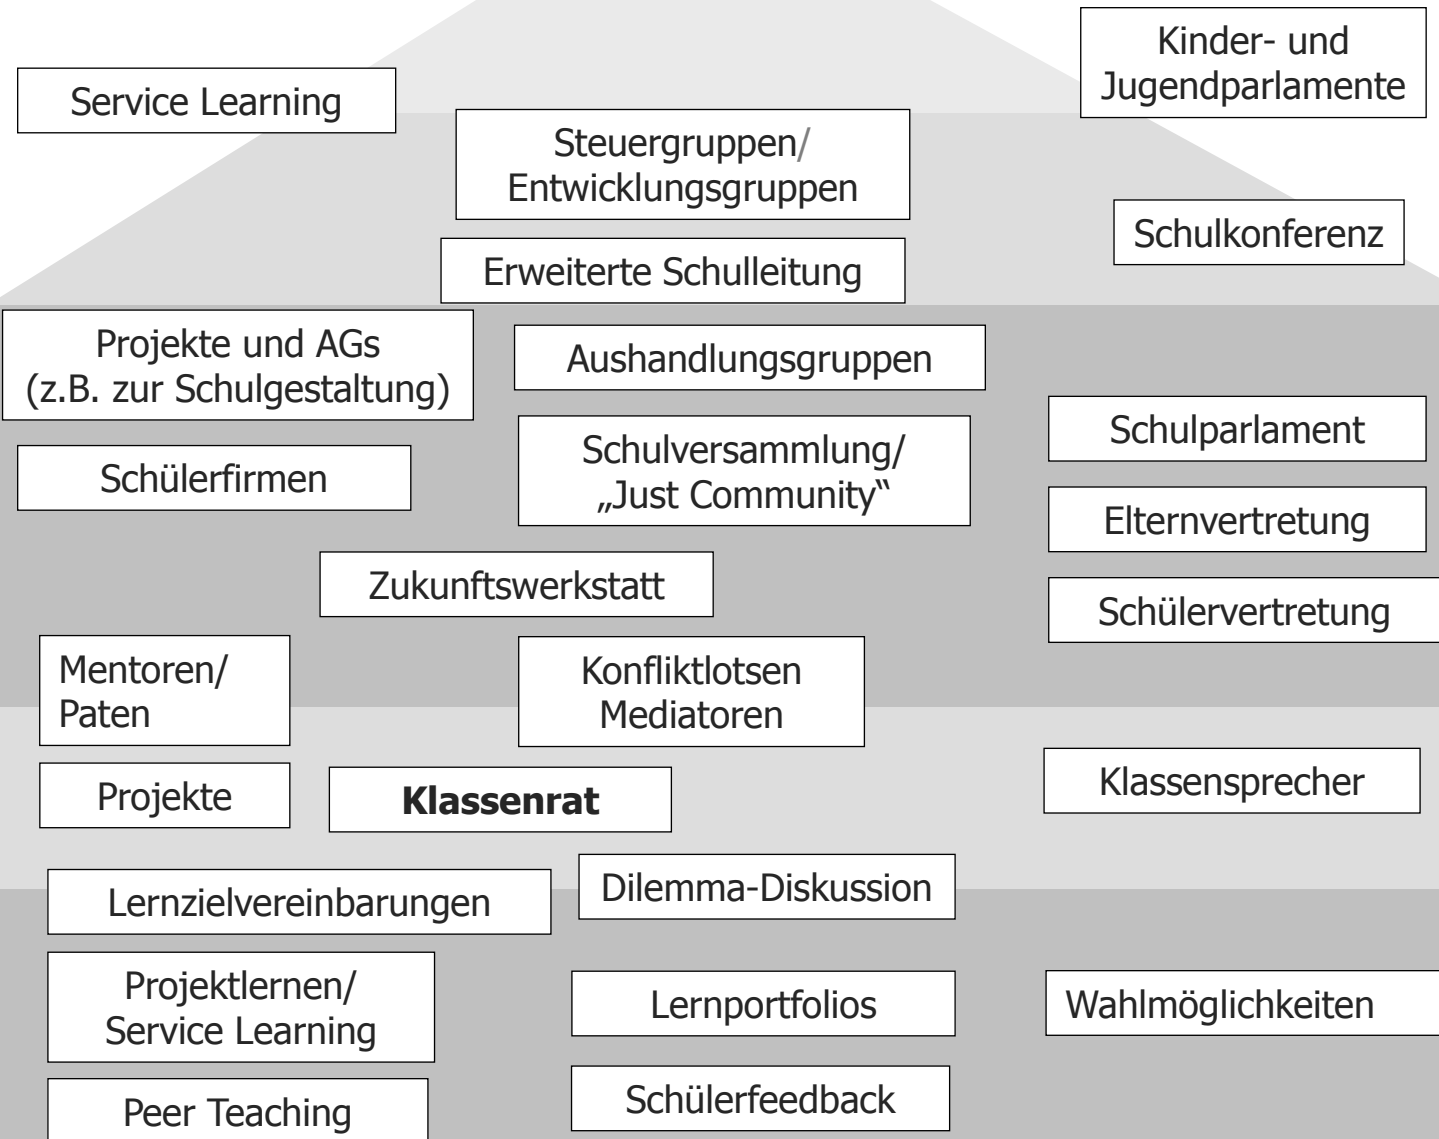 Kinder- und
Jugendparlamente
Service Learning
Steuergruppen/
Entwicklungsgruppen
Schulkonferenz
Erweiterte Schulleitung
Projekte und AGs
(z.B. zur Schulgestaltung)
Aushandlungsgruppen
Schulparlament
Schülerfirmen
Schulversammlung/
„Just Community“
Elternvertretung
Zukunftswerkstatt
Schülervertretung
Mentoren/
Paten
Konfliktlotsen
Mediatoren
Projekte
Klassenrat
Klassensprecher
Lernzielvereinbarungen
Dilemma-Diskussion
Projektlernen/
Service Learning
Lernportfolios
Wahlmöglichkeiten
Peer Teaching
Schülerfeedback